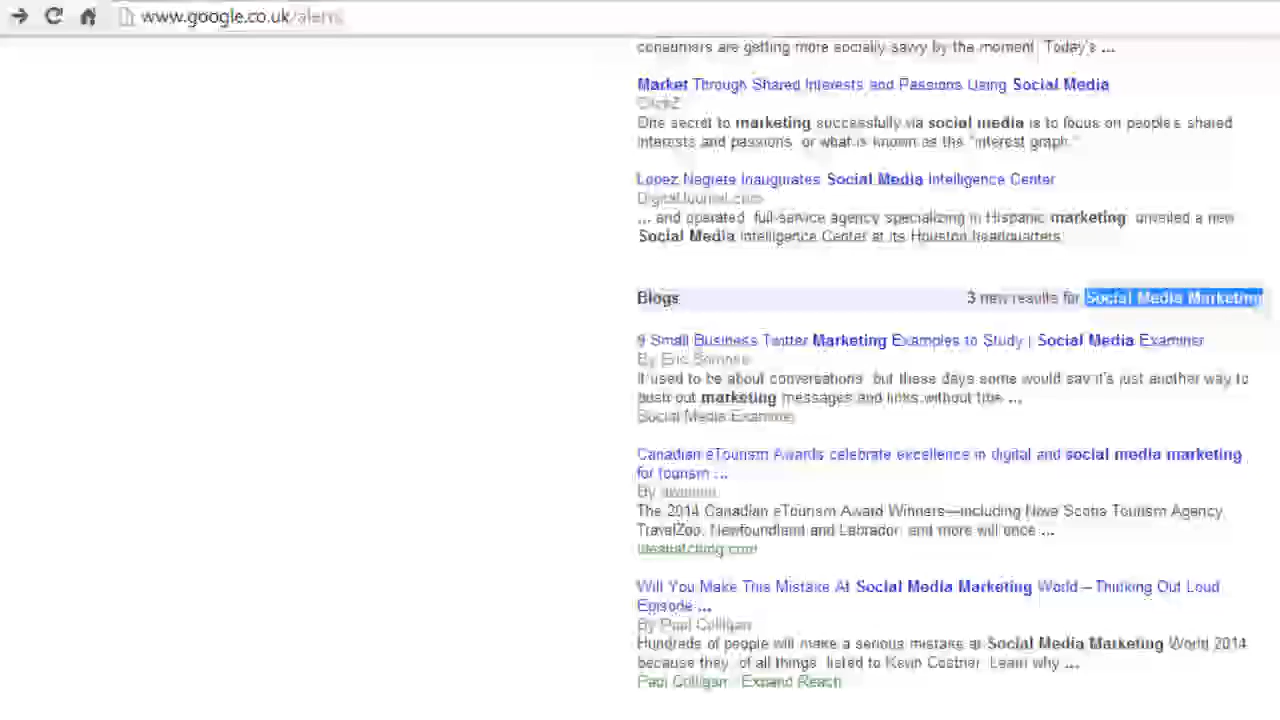 www.google.co.uk/alerts
consumers are getting more socially savvy by the moment. Today's ...
Market Through Shared Interests and Passions Using Social Media
ClickZ
One secret to marketing successfully via social media is to focus on people's shared
interests and passions, or what is known as the "interest graph."
Lopez Negrete Inaugurates Social Media Intelligence Center
DigitalJournal.com
... and operated, full-service agency specializing in Hispanic marketing, unveiled a new
Social Media Intelligence Center at its Houston headquarters.
Blogs 3 new results for Social Media Marketing
9 Small Business Twitter Marketing Examples to Study | Social Media Examiner
By Eric
It used to be about conversations, but these days some would say it's just another way to
push out marketing messages and links without time ...
Social Media Examiner
Canadian eTourism Awards celebrate excellence in digital and social media marketing
for tourism ...
By
The 2014 Canadian eTourism Award Winners—including Nova Scotia Tourism Agency,
TravelZoo, Newfoundland and Labrador, and more will once ...
ideahatching.com
Will You Make This Mistake At Social Media Marketing World – Thinking Out Loud
Episode ...
By Paul Colligan
Hundreds of people will make a serious mistake at Social Media Marketing World 2014
because they, of all things, listed to Kevin Costner. Learn why ...
Paul Colligan Expand Reach